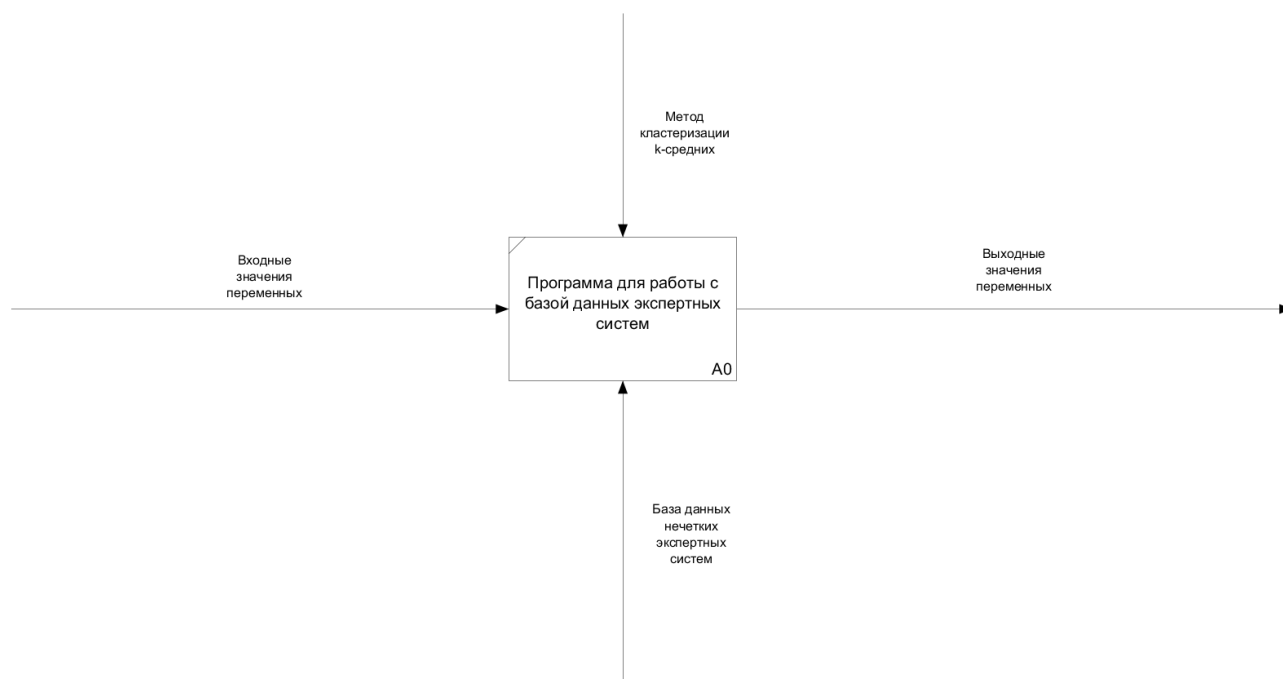 Метод
кластеризации
k-средних
Входные
значения
переменных
Программа для работы с
базой данных экспертных
систем
A0
Выходные
значения
переменных
База данных
нечетких
экспертных
систем